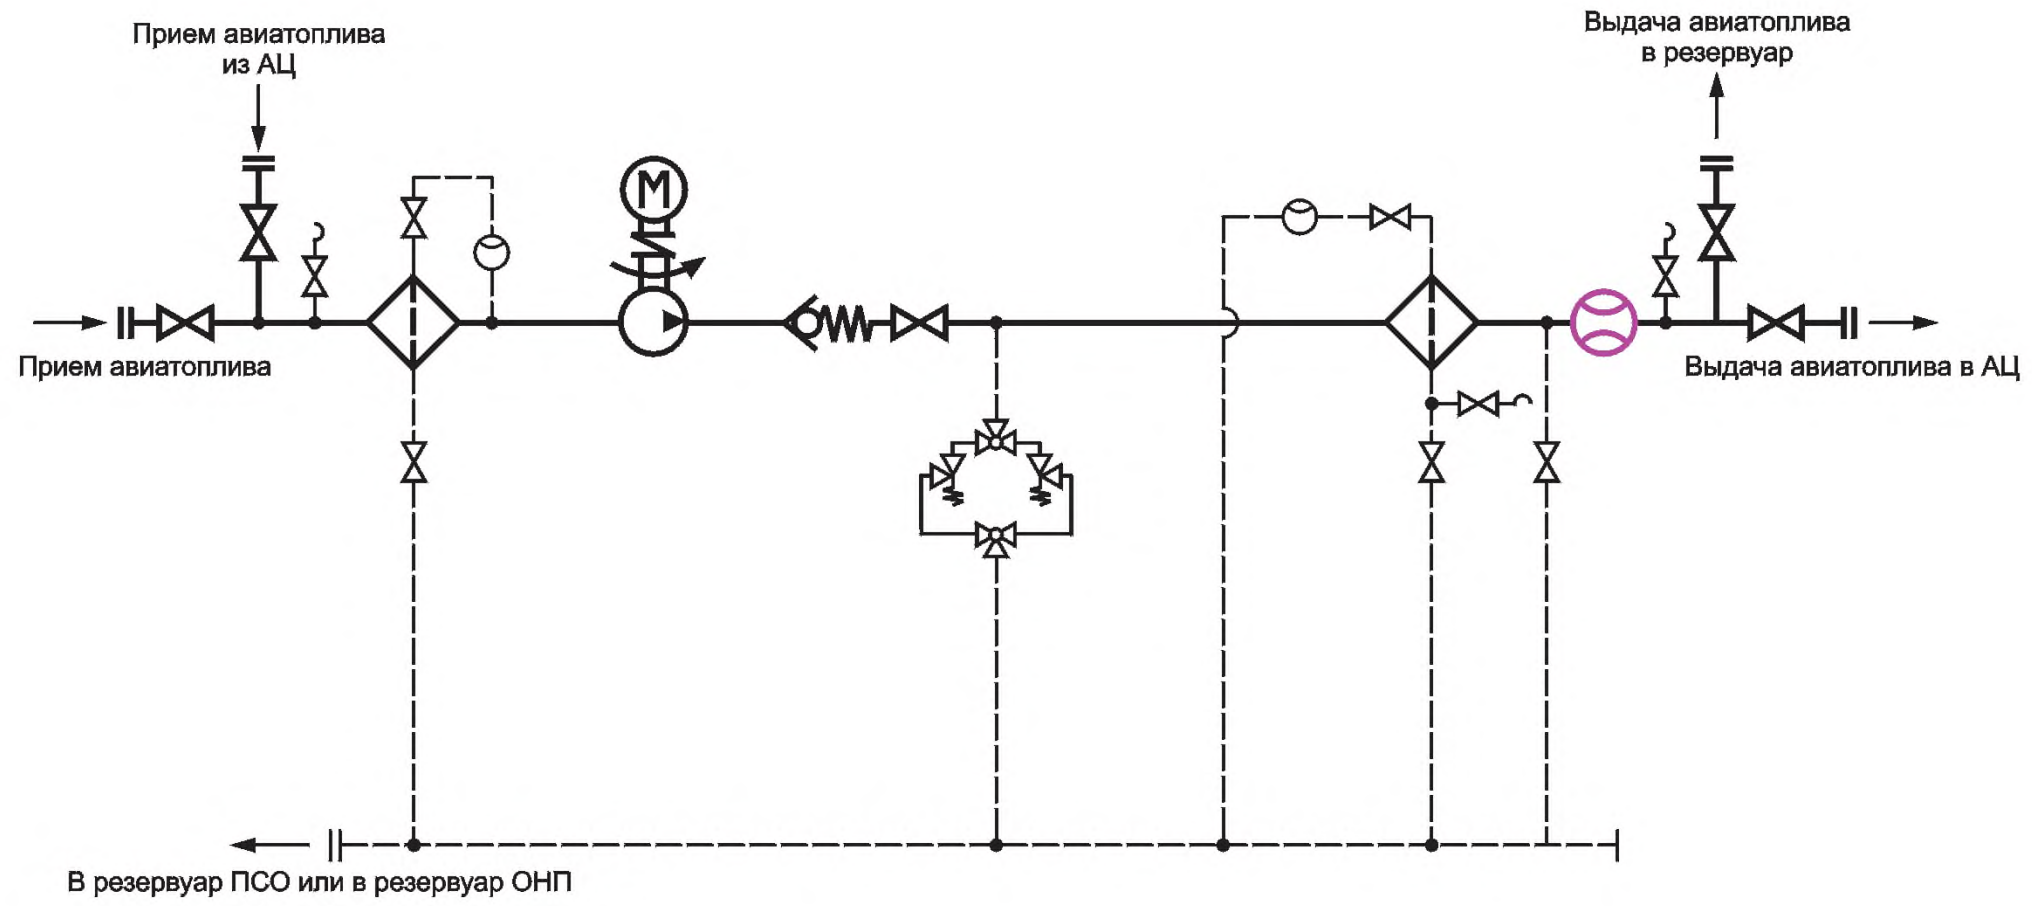 Прием авиатоплива
из АЦ
Выдача авиатоплива
в резервуар
М
Прием авиатоплива
Выдача авиатоплива в АЦ
В резервуар ПСО или в резервуар ОНП